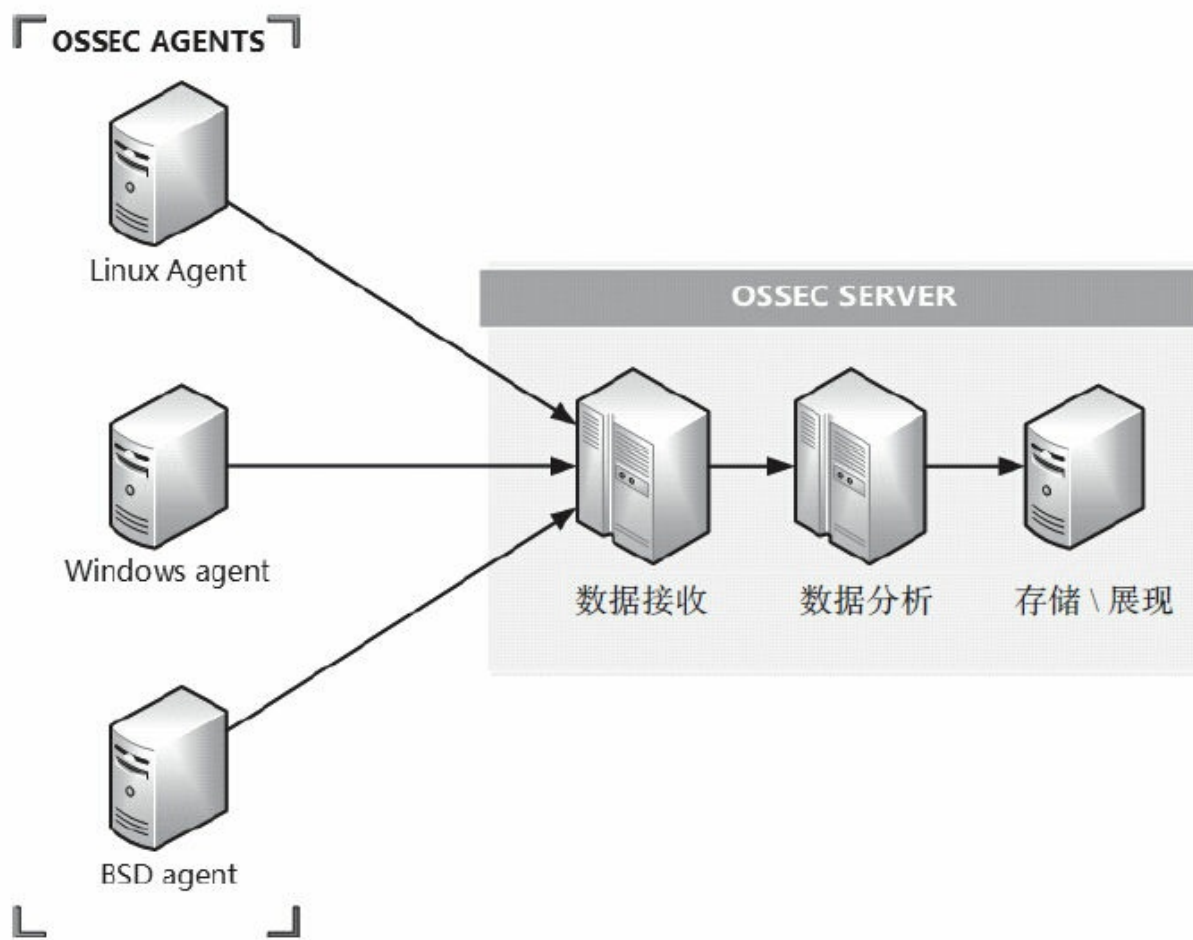 OSSEC AGENTS
Linux Agent
Windows agent
BSD agent
OSSEC SERVER
数据接收
数据分析
存储 \ 展现